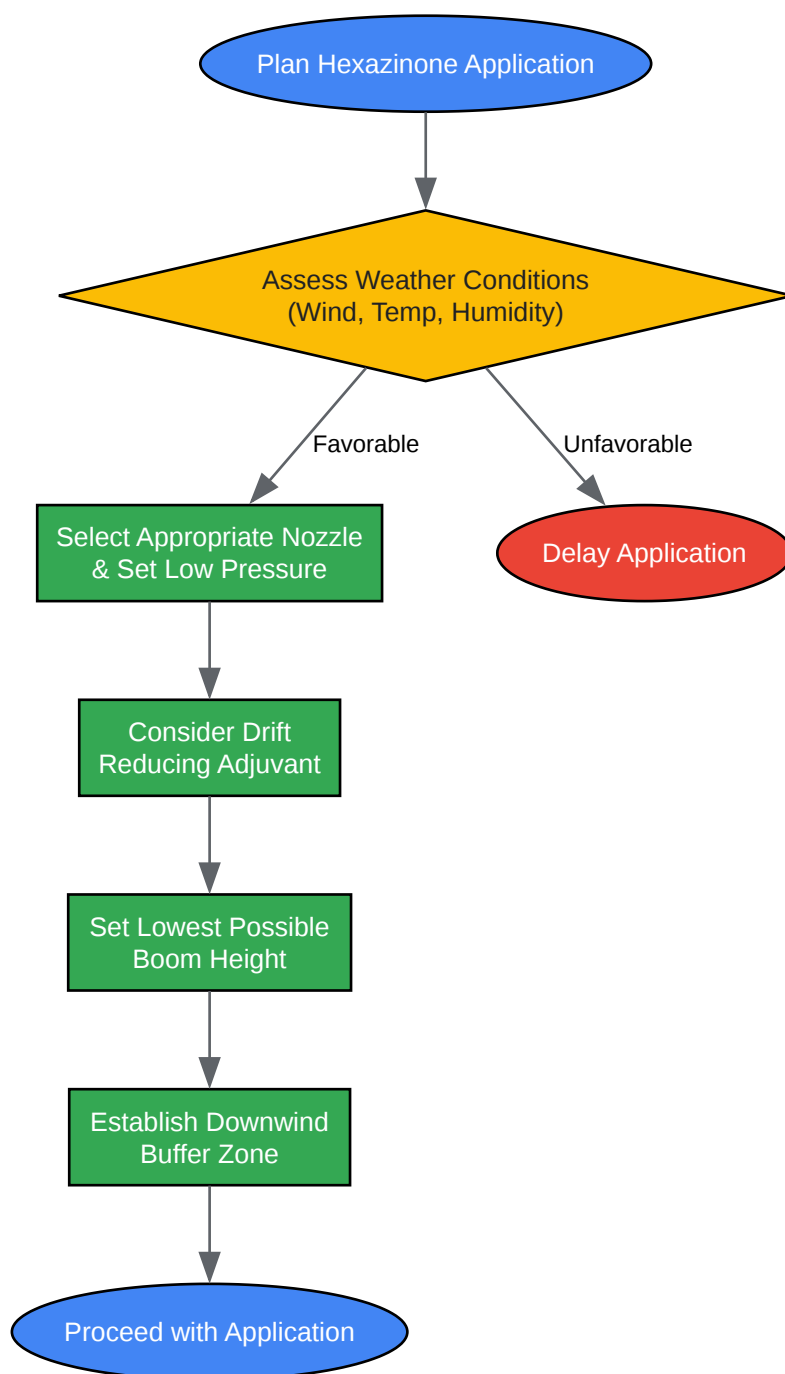 Plan Hexazinone Application
Assess Weather Conditions
(Wind, Temp, Humidity)
Favorable
Unfavorable
Select Appropriate Nozzle
& Set Low Pressure
Delay Application
Consider Drift
Reducing Adjuvant
Set Lowest Possible
Boom Height
Establish Downwind
Buffer Zone
Proceed with Application